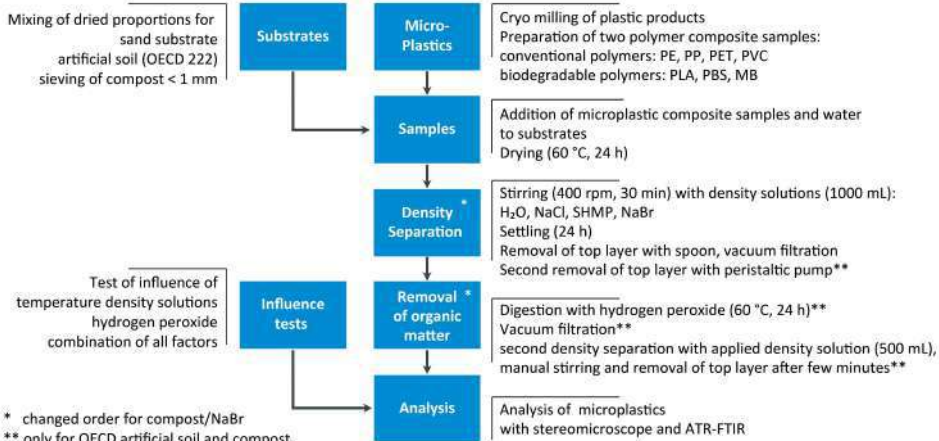 Mixing of dried proportions for
sand substrate
artificial soil (OECD 222)
sieving of compost < 1 mm
Substrates
Micro-
Plastics
Cryo milling of plastic products
Preparation of two polymer composite samples:
conventional polymers: PE, PP, PET, PVC
biodegradable polymers: PLA, PBS, MB
Samples
Addition of microplastic composite samples and water
to substrates
Drying (60 °C, 24 h)
Density *
Separation
Stirring (400 rpm, 30 min) with density solutions (1000 mL):
H₂O, NaCl, SHMP, NaBr
Settling (24 h)
Removal of top layer with spoon, vacuum filtration
Second removal of top layer with peristaltic pump**
Test of influence of
temperature density solutions
hydrogen peroxide
combination of all factors
Influence
tests
Removal *
of organic
matter
Digestion with hydrogen peroxide (60 °C, 24 h)**
Vacuum filtration**
second density separation with applied density solution (500 mL),
manual stirring and removal of top layer after few minutes**
Analysis
Analysis of microplastics
with stereomicroscope and ATR-FTIR
* changed order for compost/NaBr
** only for OECD artificial soil and compost